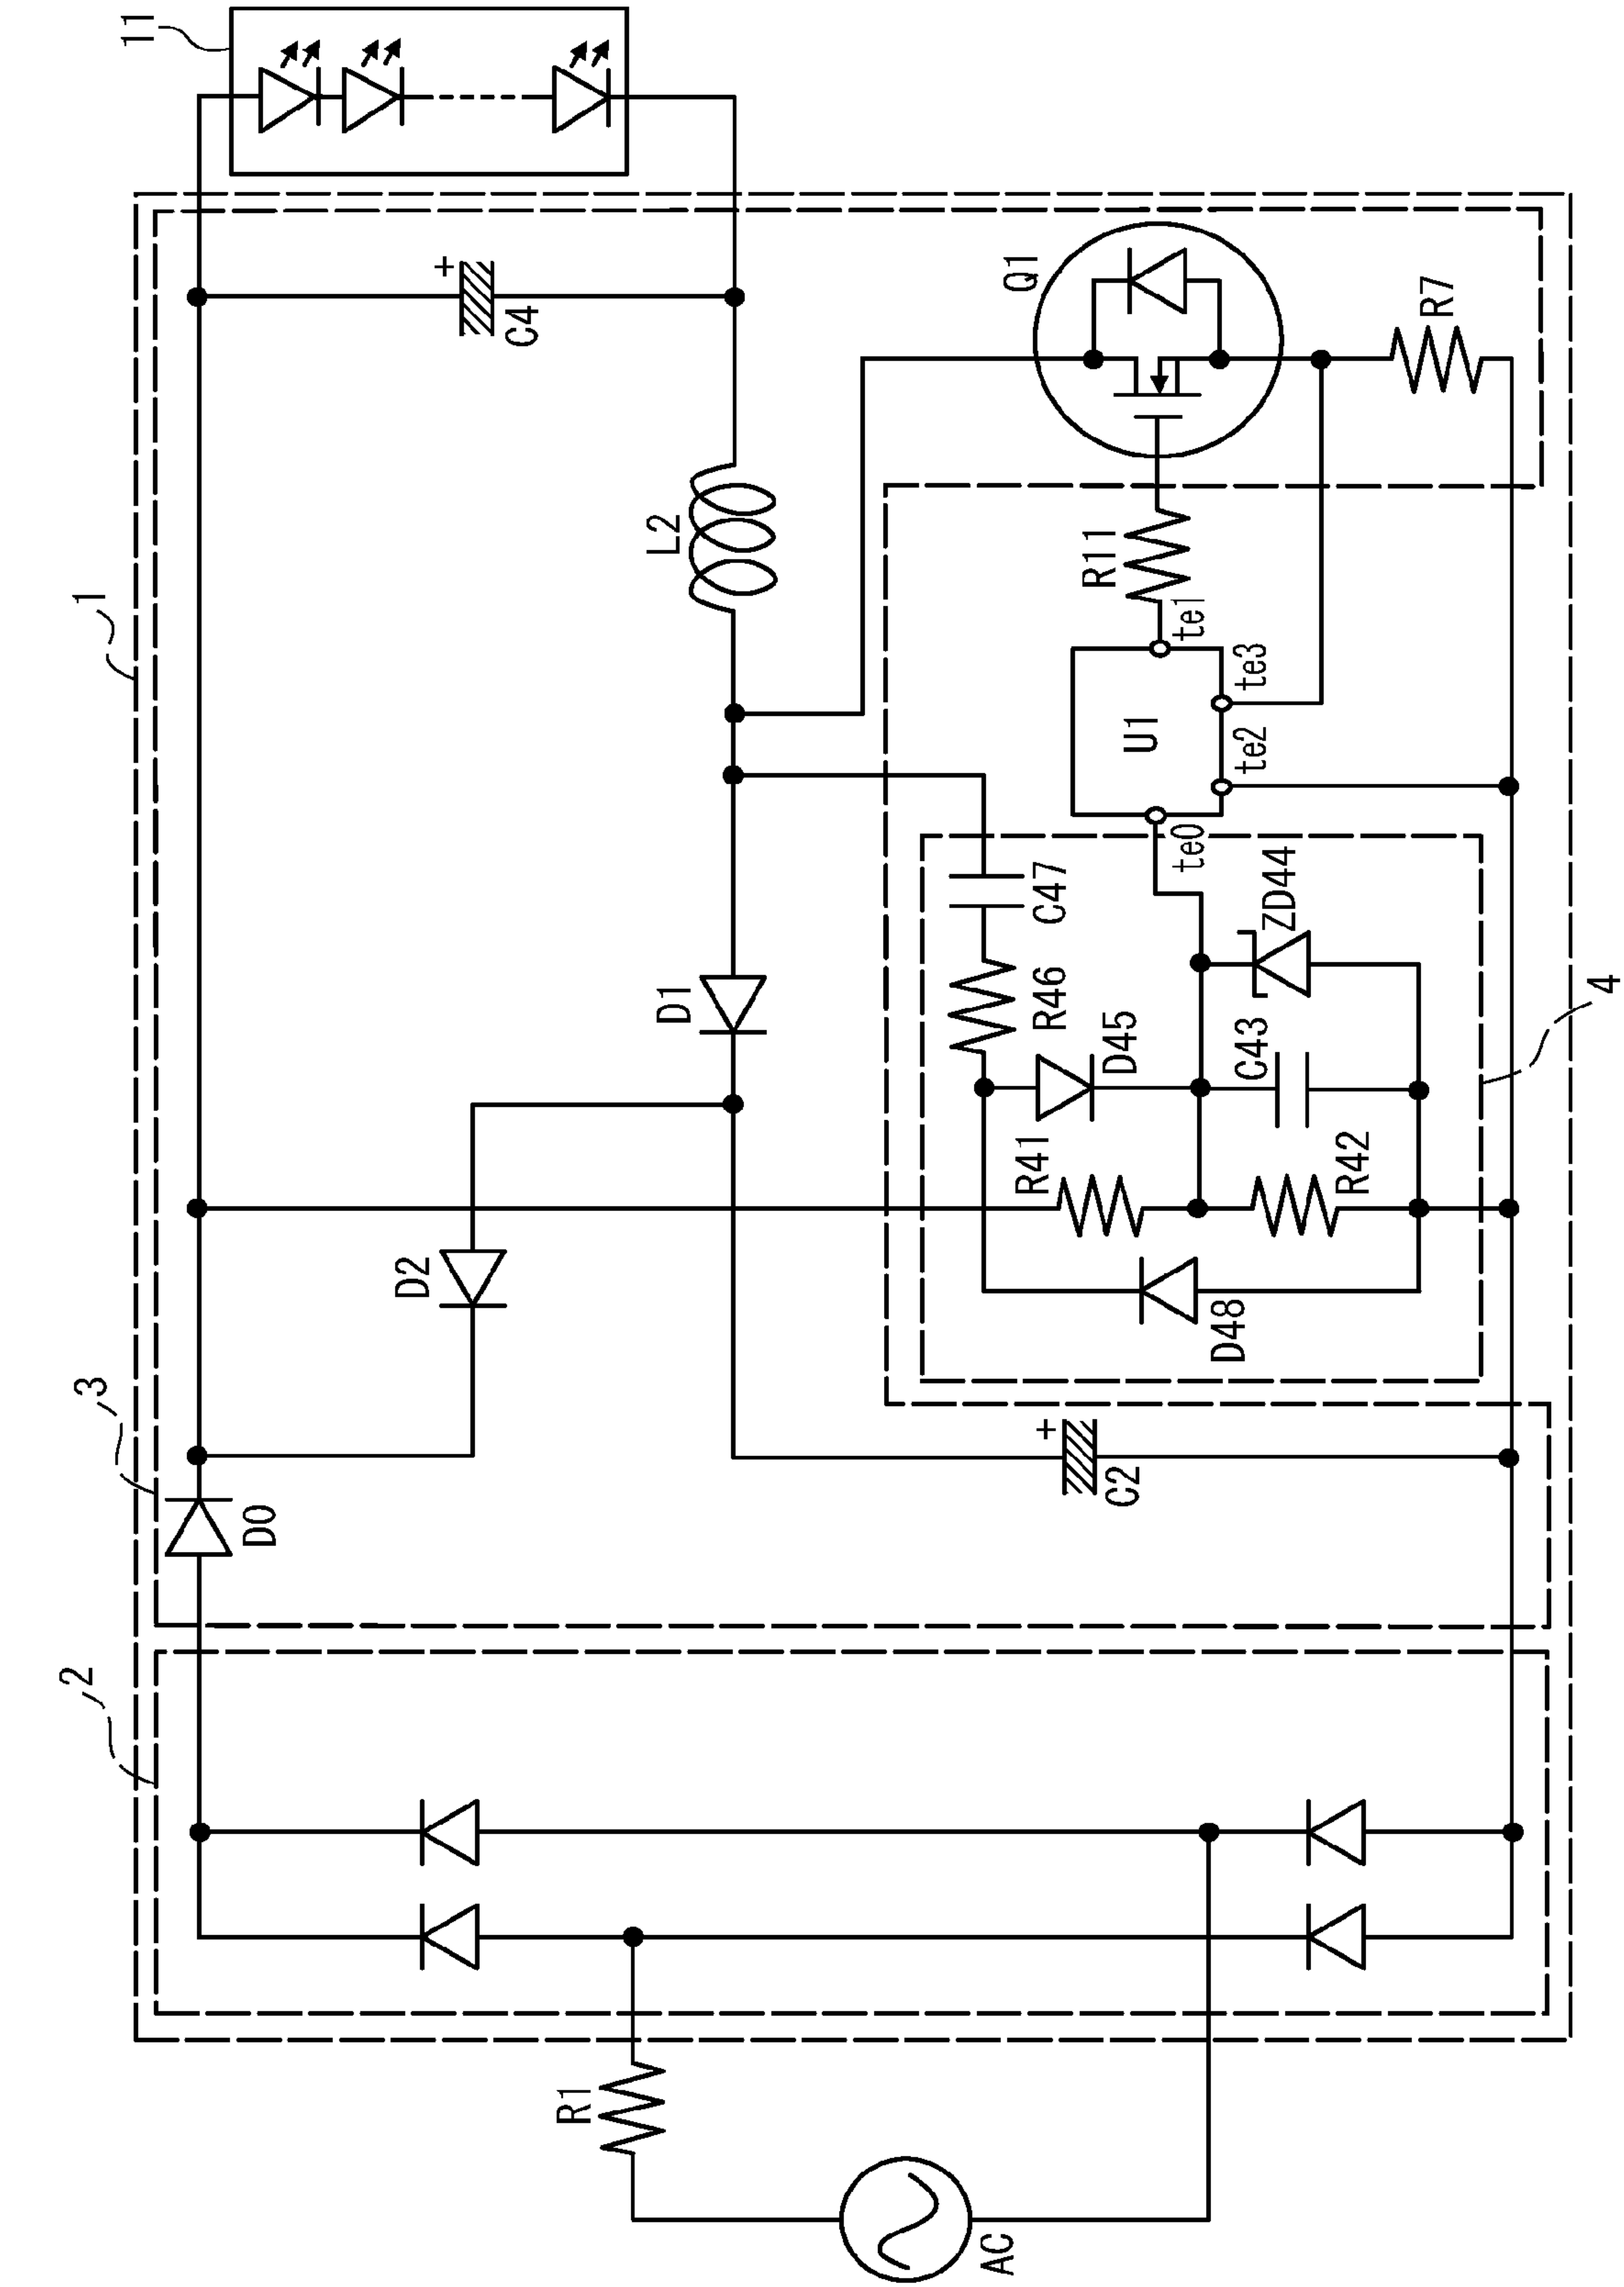 1
2
3
11
D0
D2
D1
L2
+
C4
Q1
R1
AC
+
C2
R41
R46
C47
D45
D48
R42
C43
ZD44
te0
U1
te1
te2
te3
R11
R7
4